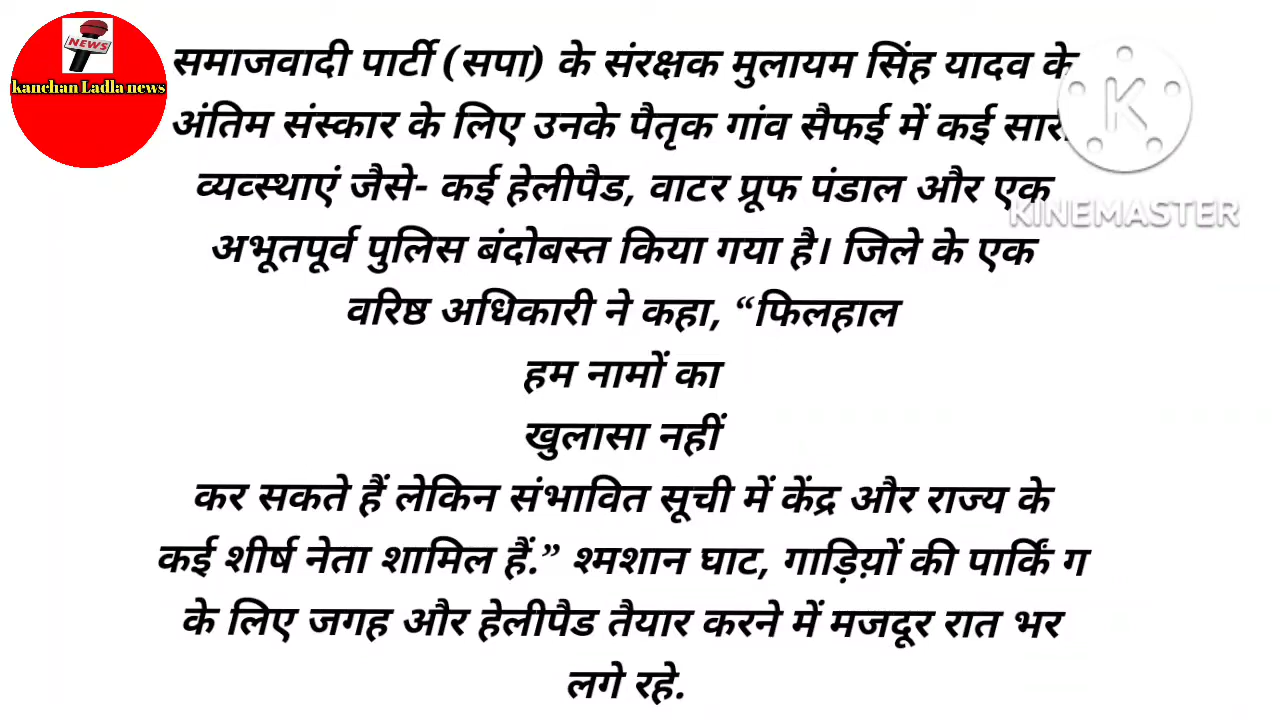 NEWS
kanchan Ladla news
समाजवादी पार्टी (सपा) के संरक्षक मुलायम सिंह यादव के
अंतिम संस्कार के लिए उनके पैतृक गांव सैफई में कई सारी
व्यव्स्थाएं जैसे- कई हेलीपैड, वाटर प्रूफ पंडाल और एक
अभूतपूर्व पुलिस बंदोबस्त किया गया है। जिले के एक
वरिष्ठ अधिकारी ने कहा, “फिलहाल
हम नामों का
खुलासा नहीं
कर सकते हैं लेकिन संभावित सूची में केंद्र और राज्य के
कई शीर्ष नेता शामिल हैं.” श्मशान घाट, गाड़िय़ों की पार्किं ग
के लिए जगह और हेलीपैड तैयार करने में मजदूर रात भर
लगे रहे.
K
KINEMASTER